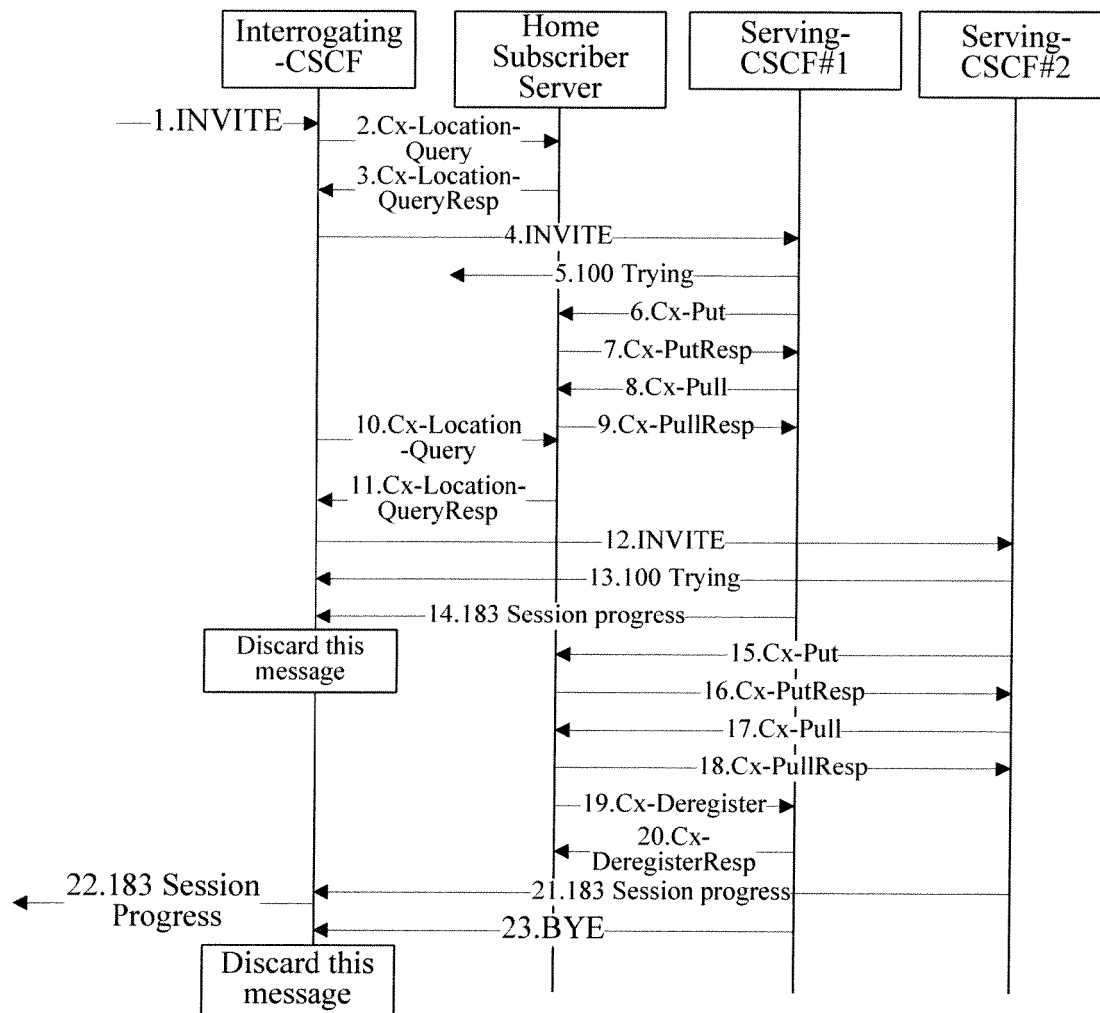 Interrogating
-CSCF
Home
Subscriber
Server
Serving-
CSCF#1
Serving-
CSCF#2
1.INVITE
2.Cx-Location-
Query
3.Cx-Location-
QueryResp
4.INVITE
5.100 Trying
6.Cx-Put
7.Cx-PutResp
8.Cx-Pull
9.Cx-PullResp
10.Cx-Location
-Query
11.Cx-Location-
QueryResp
12.INVITE
13.100 Trying
14.183 Session progress
Discard this
message
15.Cx-Put
16.Cx-PutResp
17.Cx-Pull
18.Cx-PullResp
19.Cx-Deregister
20.Cx-
DeregisterResp
21.183 Session progress
22.183 Session
Progress
23.BYE
Discard this
message